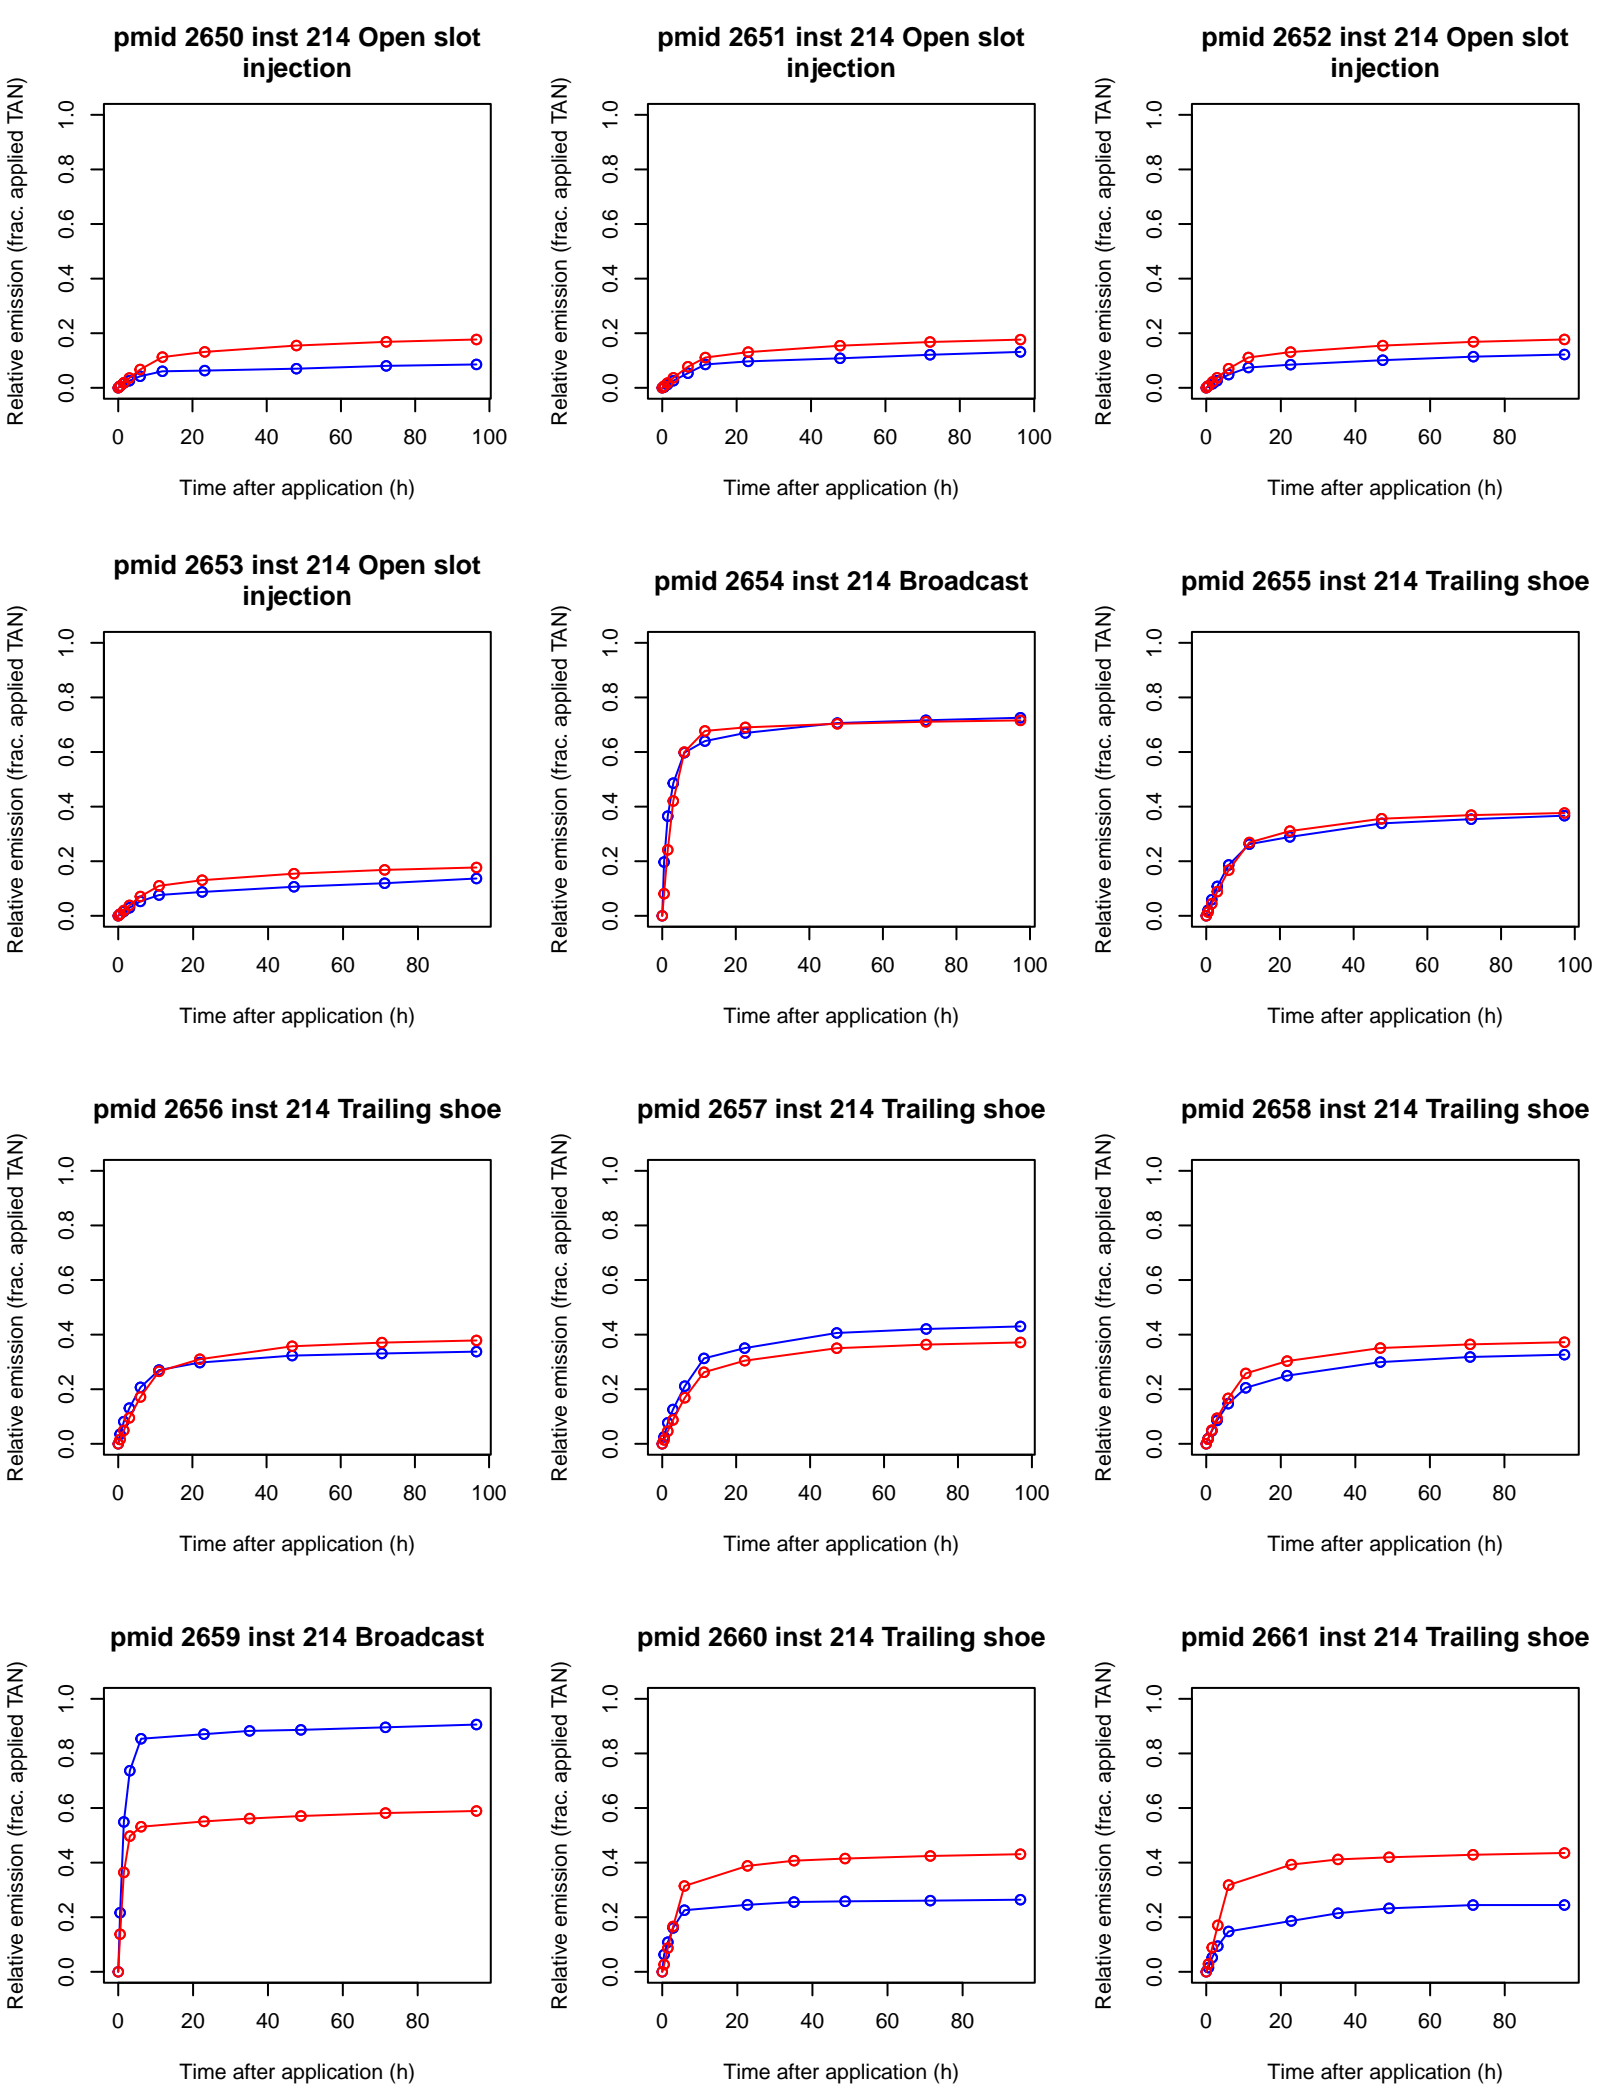 pmid 2650 inst 214 Open slot
injection
Relative emission (frac. applied TAN)
1.0
0.8
0.6
0.4
0.2
0.0
0 20 40 60 80 100
Time after application (h)
pmid 2651 inst 214 Open slot
injection
Relative emission (frac. applied TAN)
1.0
0.8
0.6
0.4
0.2
0.0
0 20 40 60 80 100
Time after application (h)
pmid 2652 inst 214 Open slot
injection
Relative emission (frac. applied TAN)
1.0
0.8
0.6
0.4
0.2
0.0
0 20 40 60 80
Time after application (h)
pmid 2653 inst 214 Open slot
injection
Relative emission (frac. applied TAN)
1.0
0.8
0.6
0.4
0.2
0.0
0 20 40 60 80
Time after application (h)
pmid 2654 inst 214 Broadcast
Relative emission (frac. applied TAN)
1.0
0.8
0.6
0.4
0.2
0.0
0 20 40 60 80 100
Time after application (h)
pmid 2655 inst 214 Trailing shoe
Relative emission (frac. applied TAN)
1.0
0.8
0.6
0.4
0.2
0.0
0 20 40 60 80 100
Time after application (h)
pmid 2656 inst 214 Trailing shoe
Relative emission (frac. applied TAN)
1.0
0.8
0.6
0.4
0.2
0.0
0 20 40 60 80 100
Time after application (h)
pmid 2657 inst 214 Trailing shoe
Relative emission (frac. applied TAN)
1.0
0.8
0.6
0.4
0.2
0.0
0 20 40 60 80 100
Time after application (h)
pmid 2658 inst 214 Trailing shoe
Relative emission (frac. applied TAN)
1.0
0.8
0.6
0.4
0.2
0.0
0 20 40 60 80
Time after application (h)
pmid 2659 inst 214 Broadcast
Relative emission (frac. applied TAN)
1.0
0.8
0.6
0.4
0.2
0.0
0 20 40 60 80
Time after application (h)
pmid 2660 inst 214 Trailing shoe
Relative emission (frac. applied TAN)
1.0
0.8
0.6
0.4
0.2
0.0
0 20 40 60 80
Time after application (h)
pmid 2661 inst 214 Trailing shoe
Relative emission (frac. applied TAN)
1.0
0.8
0.6
0.4
0.2
0.0
0 20 40 60 80
Time after application (h)